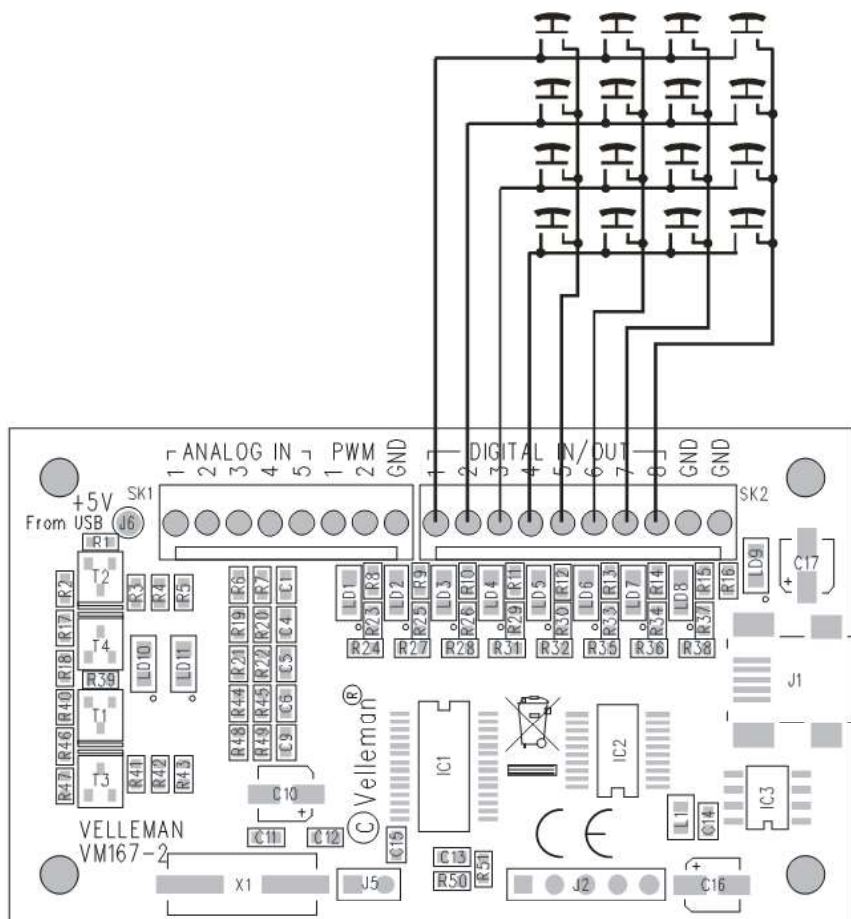 ANALOG IN PWM GND DIGITAL IN/OUT GND GND
1 2 3 4 5 1 2 1 2 3 4 5 6 7 8
SK1 SK2
+5V
From USB J6
R1
T2
R2 R3 R4 R5
R6 R7 C1
LD1 R8 LD2 R9 LD3 R10 LD4 R11 LD5 R12 LD6 R13 LD7 R14 LD8 R15 R16 LD9 C17
+
R23 R25 R26 R29 R30 R33 R34 R37
R24 R27 R28 R31 R32 R35 R36 R38
R17 T4 R19 R20 C4
R18 LD10 LD11 R21 R22 C5
R39
R40 T1 R44 R45 C6
R46 R48 R49 C9
R47 T3 R41 R42 R43
C10
+
C Velleman R
IC1 IC2 IC3
J1
L1 C14
VELLEMAN
VM167-2
C11 C12 C15
C13 R51
R50
CE
X1 J5 J2 C16
+